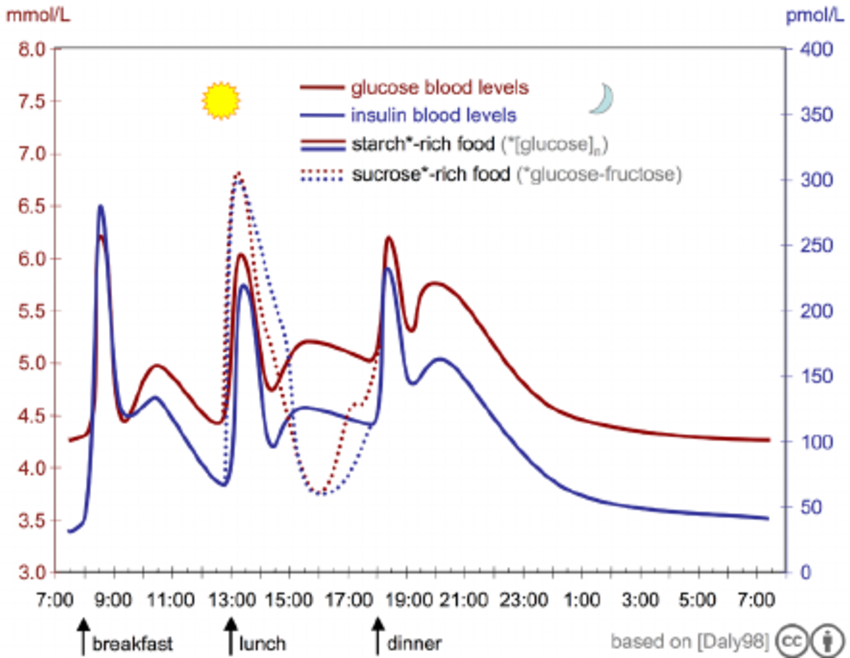 mmol/L pmol/L
8.0 400
glucose blood levels
7.5 insulin blood levels 350
starch*-rich food (*[glucose]n)
7.0 300
sucrose*-rich food (*glucose-fructose)
6.5 250
6.0
5.5 200
5.0 150
4.5 100
4.0
3.5 50
3.0 0
7:00 9:00 11:00 13:00 15:00 17:00 19:00 21:00 23:00 1:00 3:00 5:00 7:00
breakfast lunch dinner based on [Daly98] cc